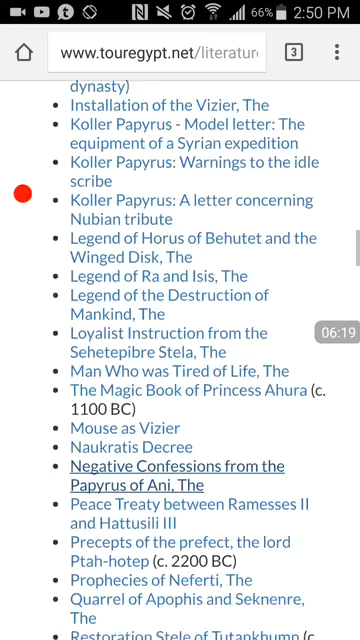 66% 2:50 PM
www.touregypt.net/literature
3
dynasty)
Installation of the Vizier, The
Koller Papyrus - Model letter: The
equipment of a Syrian expedition
Koller Papyrus: Warnings to the idle
scribe
Koller Papyrus: A letter concerning
Nubian tribute
Legend of Horus of Behutet and the
Winged Disk, The
Legend of Ra and Isis, The
Legend of the Destruction of
Mankind, The
Loyalist Instruction from the
Sehetepibre Stela, The
06:19
Man Who was Tired of Life, The
The Magic Book of Princess Ahura (c.
1100 BC)
Mouse as Vizier
Naukratis Decree
Negative Confessions from the
Papyrus of Ani, The
Peace Treaty between Ramesses II
and Hattusili III
Precepts of the prefect, the lord
Ptah-hotep (c. 2200 BC)
Prophecies of Neferti, The
Quarrel of Apophis and Seknenre,
The
Restoration Stele of Tutankhumn (c